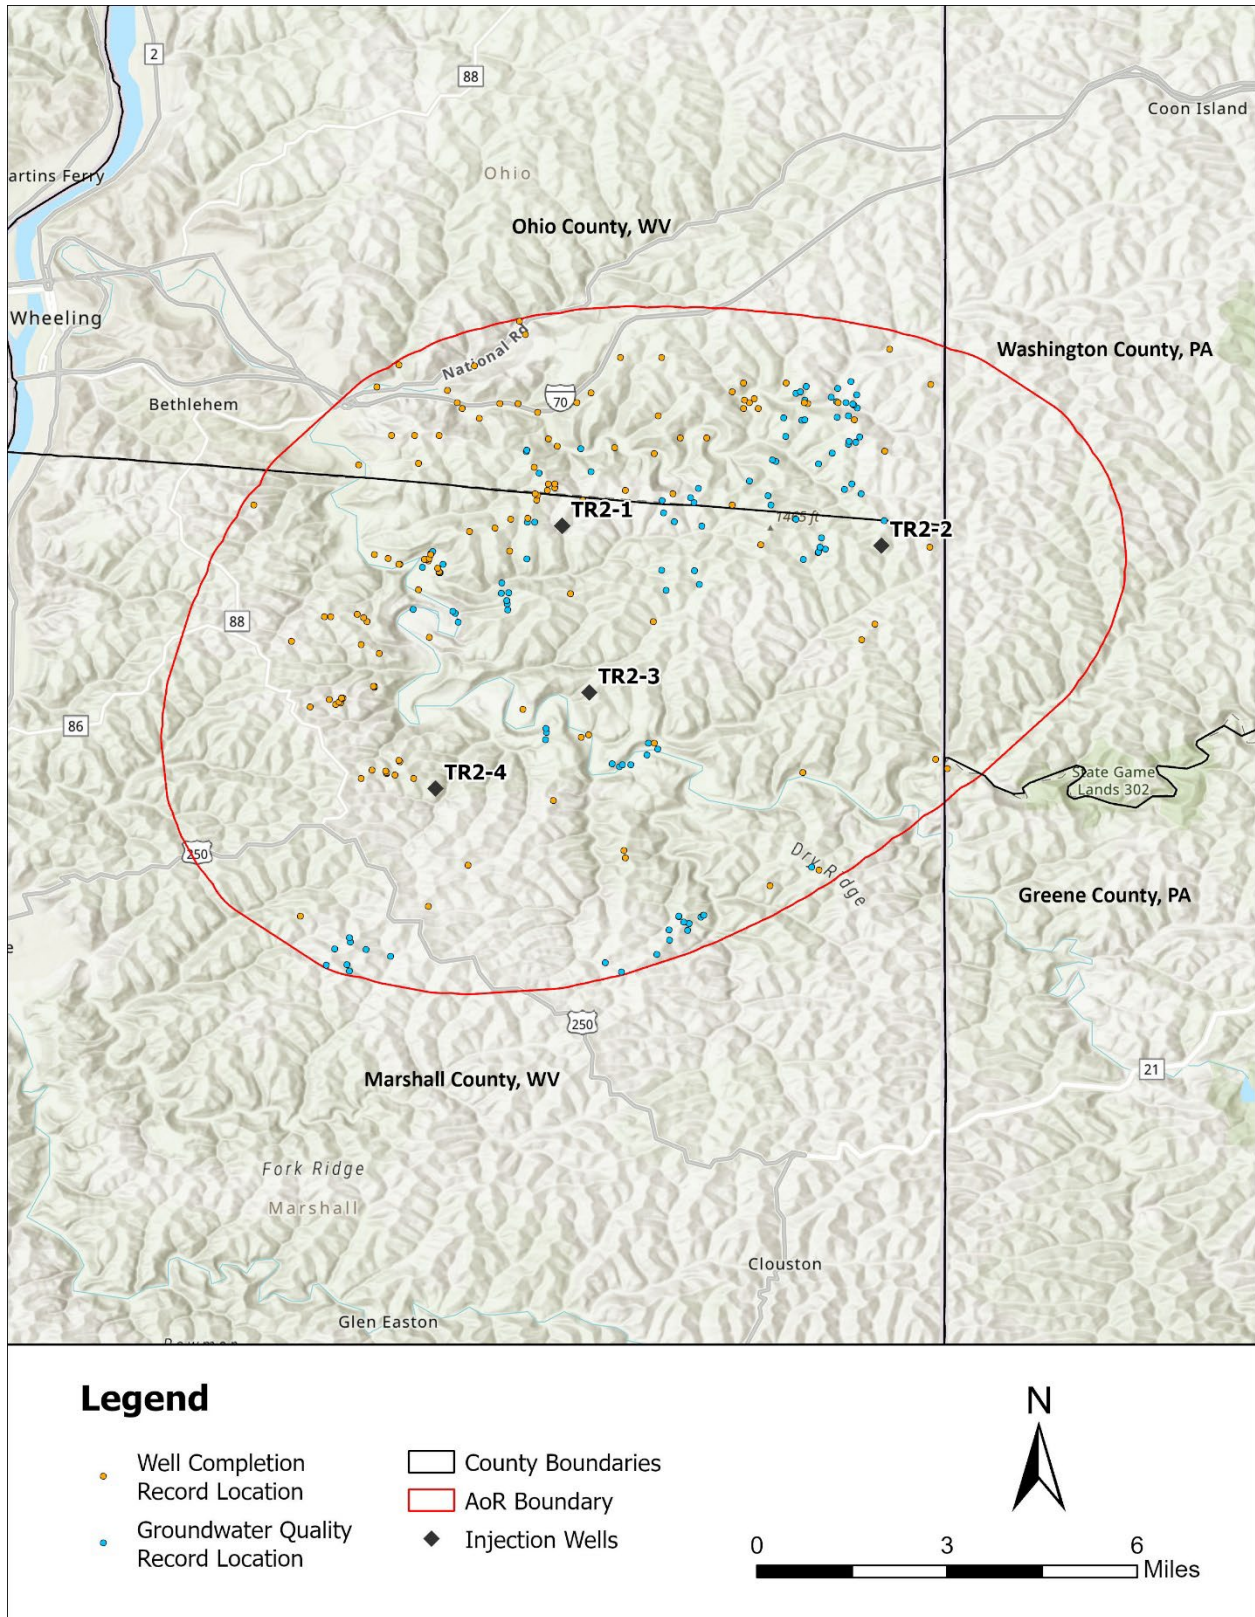 2
88
Coon Island
Ohio
artins Ferry
Ohio County, WV
Wheeling
National Rd
Washington County, PA
70
Bethlehem
TR2-1
1465 ft
TR2-2
88
TR2-3
86
TR2-4
State Game
Lands 302
250
Dry Ridge
Greene County, PA
e
250
Marshall County, WV
21
Fork Ridge
Marshall
Clouston
Glen Easton
Legend
N
Well Completion
Record Location
Groundwater Quality
Record Location
County Boundaries
AoR Boundary
Injection Wells
0
3
6
Miles